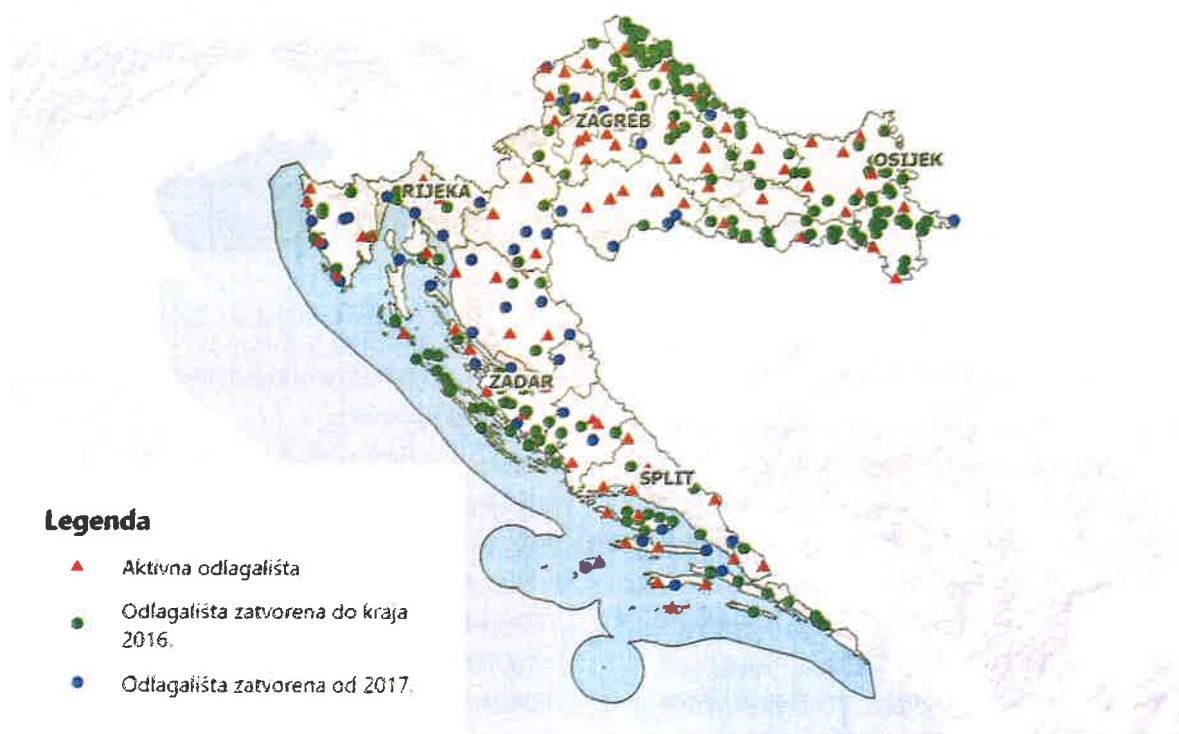 ZAGREB
OSIJEK
RIJEKA
ZADAR
SPLIT
Legenda
Aktivna odlagališta
Odlagališta zatvorena do kraja
2016.
Odlagališta zatvorena od 2017.